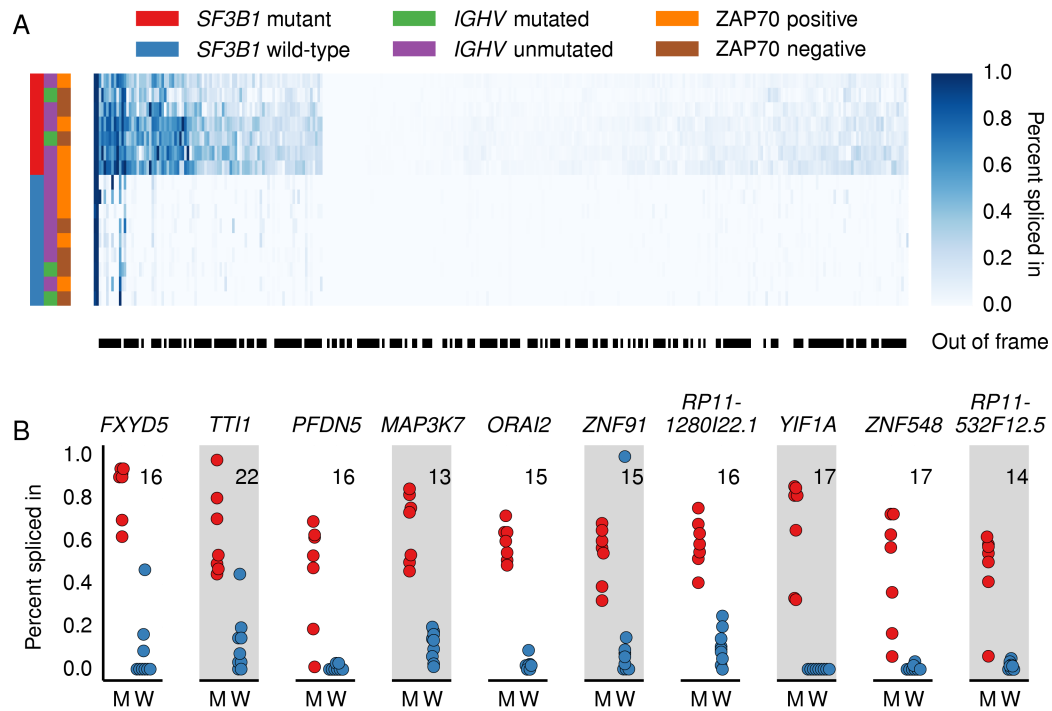 A
SF3B1 mutant
IGHV mutated
ZAP70 positive
SF3B1 wild-type
IGHV unmutated
ZAP70 negative
1.0
0.8
0.6
0.4
0.2
0.0
Percent spliced in
Out of frame
B
FXYD5
TTI1
PFDN5
MAP3K7
ORAI2
ZNF91
RP11-
1280I22.1
YIF1A
ZNF548
RP11-
532F12.5
Percent spliced in
1.0
0.8
0.6
0.4
0.2
0.0
16
22
16
13
15
15
16
17
17
14
M W
M W
M W
M W
M W
M W
M W
M W
M W
M W